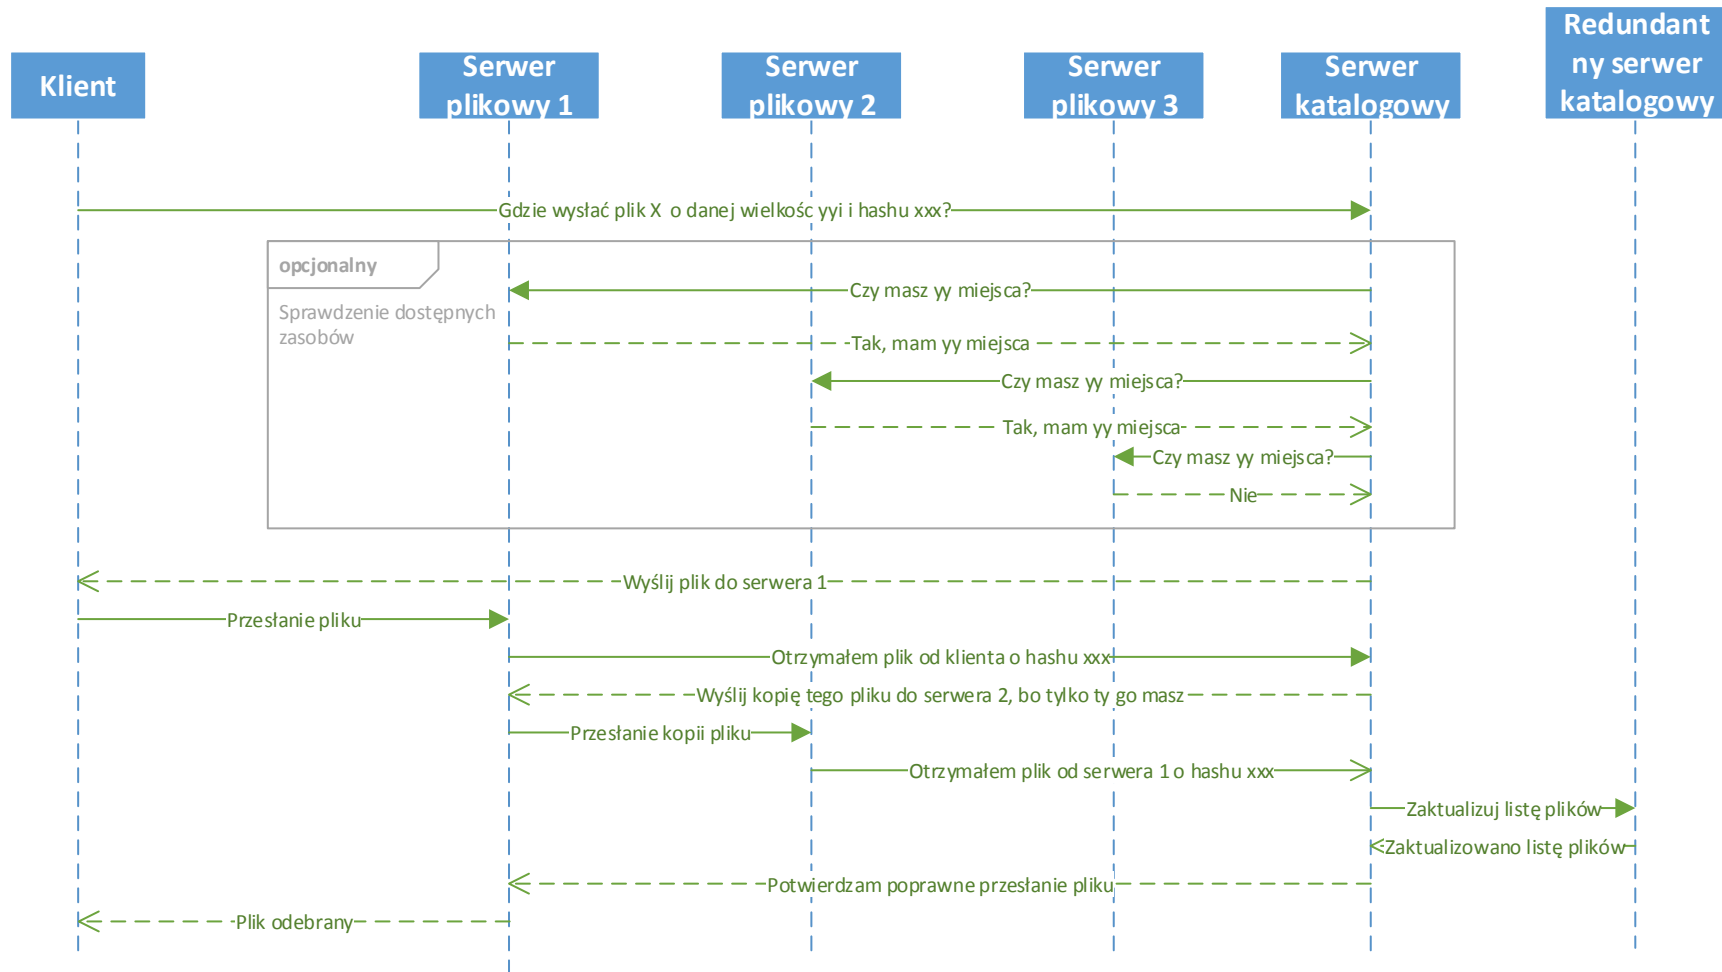 Klient
Serwer
plikowy 1
Serwer
plikowy 2
Serwer
plikowy 3
Serwer
katalogowy
Redundant
ny serwer
katalogowy
Gdzie wysłać plik X o danej wielkośc yyi i hashu xxx?
opcjonalny
Sprawdzenie dostępnych
zasobów
Czy masz yy miejsca?
Tak, mam yy miejsca
Czy masz yy miejsca?
Tak, mam yy miejsca
Czy masz yy miejsca?
Nie
Wyślij plik do serwera 1
Przesłanie pliku
Otrzymałem plik od klienta o hashu xxx
Wyślij kopię tego pliku do serwera 2, bo tylko ty go masz
Przesłanie kopii pliku
Otrzymałem plik od serwera 1 o hashu xxx
Zaktualizuj listę plików
Zaktualizowano listę plików
Potwierdzam poprawne przesłanie pliku
Plik odebrany